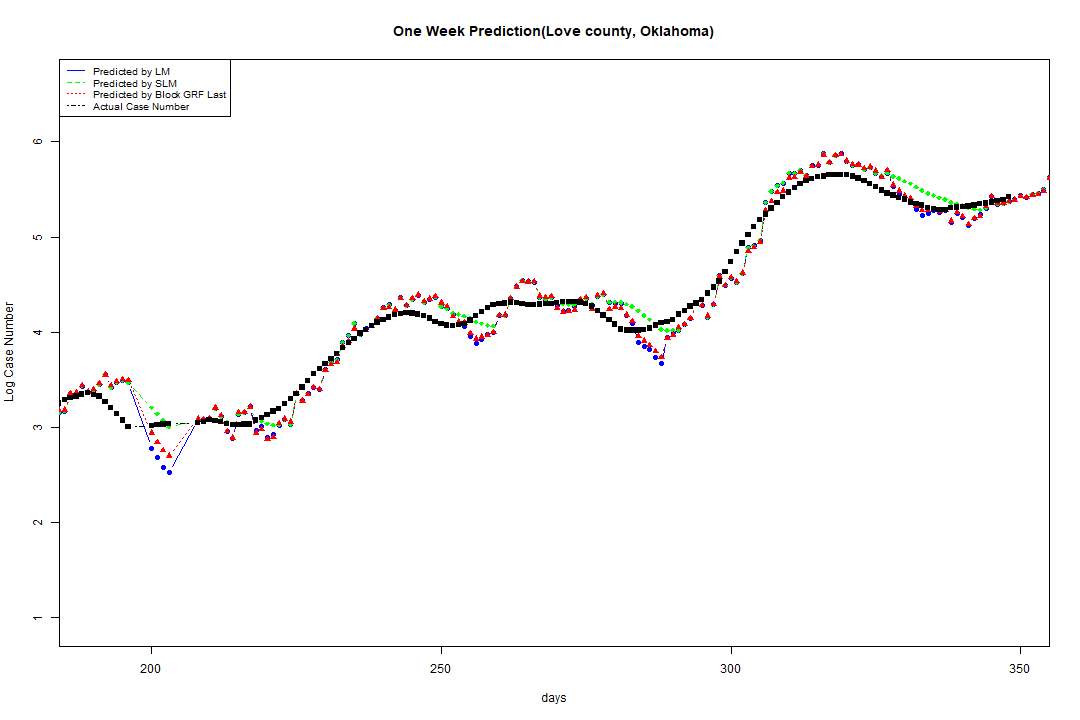 One Week Prediction(Love county, Oklahoma)
Predicted by LM
Predicted by SLM
Predicted by Block GRF Last
Actual Case Number
6
5
4
3
2
1
Log Case Number
200 250 300 350
days